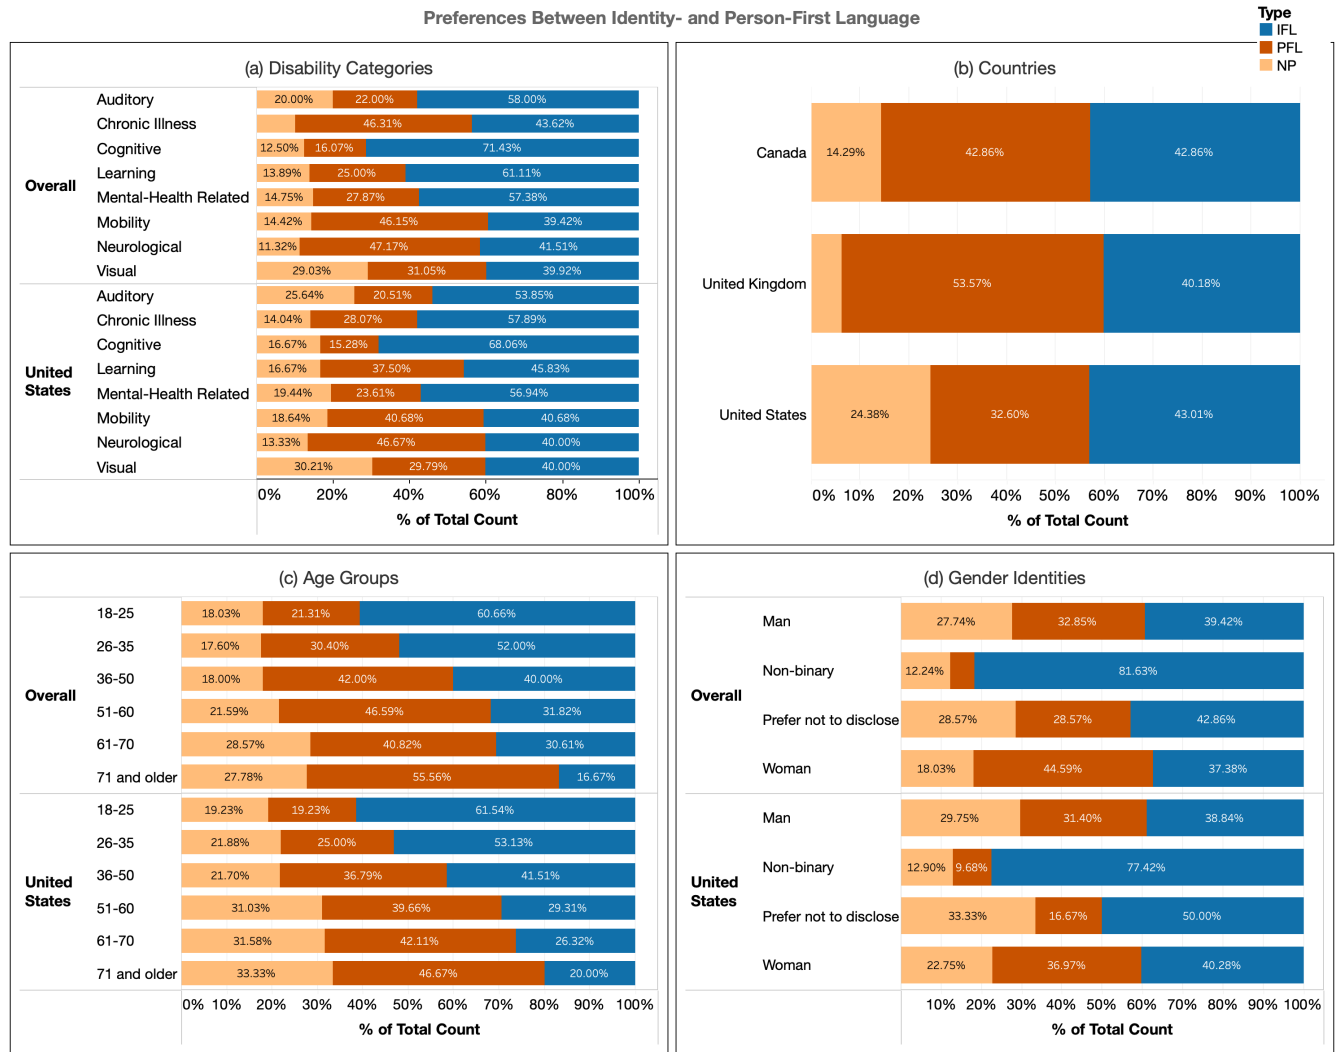 Preferences Between Identity- and Person-First Language
Type
IFL
PFL
NP
(a) Disability Categories
Overall
Auditory 20.00% 22.00% 58.00%
Chronic Illness 46.31% 43.62%
Cognitive 12.50% 16.07% 71.43%
Learning 13.89% 25.00% 61.11%
Mental-Health Related 14.75% 27.87% 57.38%
Mobility 14.42% 46.15% 39.42%
Neurological 11.32% 47.17% 41.51%
Visual 29.03% 31.05% 39.92%
United
States
Auditory 25.64% 20.51% 53.85%
Chronic Illness 14.04% 28.07% 57.89%
Cognitive 16.67% 15.28% 68.06%
Learning 16.67% 37.50% 45.83%
Mental-Health Related 19.44% 23.61% 56.94%
Mobility 18.64% 40.68% 40.68%
Neurological 13.33% 46.67% 40.00%
Visual 30.21% 29.79% 40.00%
0% 20% 40% 60% 80% 100%
% of Total Count
(b) Countries
Canada 14.29% 42.86% 42.86%
United Kingdom 53.57% 40.18%
United States 24.38% 32.60% 43.01%
0% 10% 20% 30% 40% 50% 60% 70% 80% 90% 100%
% of Total Count
(c) Age Groups
Overall
18-25 18.03% 21.31% 60.66%
26-35 17.60% 30.40% 52.00%
36-50 18.00% 42.00% 40.00%
51-60 21.59% 46.59% 31.82%
61-70 28.57% 40.82% 30.61%
71 and older 27.78% 55.56% 16.67%
United
States
18-25 19.23% 19.23% 61.54%
26-35 21.88% 25.00% 53.13%
36-50 21.70% 36.79% 41.51%
51-60 31.03% 39.66% 29.31%
61-70 31.58% 42.11% 26.32%
71 and older 33.33% 46.67% 20.00%
0% 10% 20% 30% 40% 50% 60% 70% 80% 90% 100%
% of Total Count
(d) Gender Identities
Overall
Man 27.74% 32.85% 39.42%
Non-binary 12.24% 81.63%
Prefer not to disclose 28.57% 28.57% 42.86%
Woman 18.03% 44.59% 37.38%
United
States
Man 29.75% 31.40% 38.84%
Non-binary 12.90% 9.68% 77.42%
Prefer not to disclose 33.33% 16.67% 50.00%
Woman 22.75% 36.97% 40.28%
10% 20% 30% 40% 50% 60% 70% 80% 90% 100%
% of Total Count